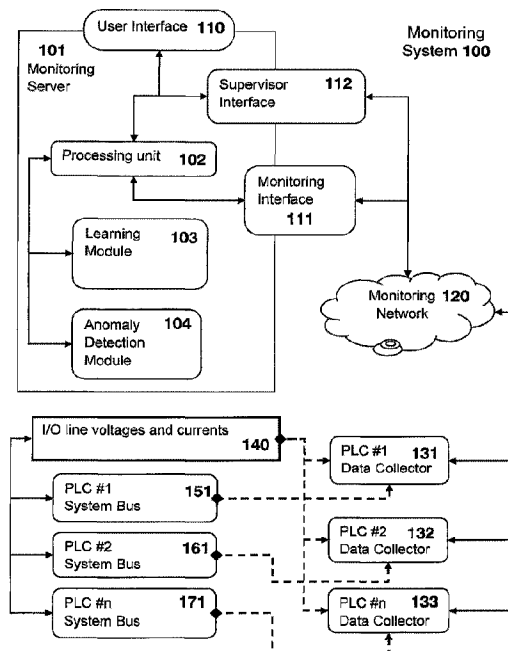 User Interface 110
Monitoring
System 100
101
Monitoring
Server
Supervisor 112
Interface
Processing unit 102
Monitoring
Interface
111
Learning 103
Module
Anomaly 104
Detection
Module
Monitoring 120
Network
I/O line voltages and currents
140
PLC #1 131
Data Collector
PLC #1 151
System Bus
PLC #2 132
Data Collector
PLC #2 161
System Bus
PLC #n 171
System Bus
PLC #n 133
Data Collector